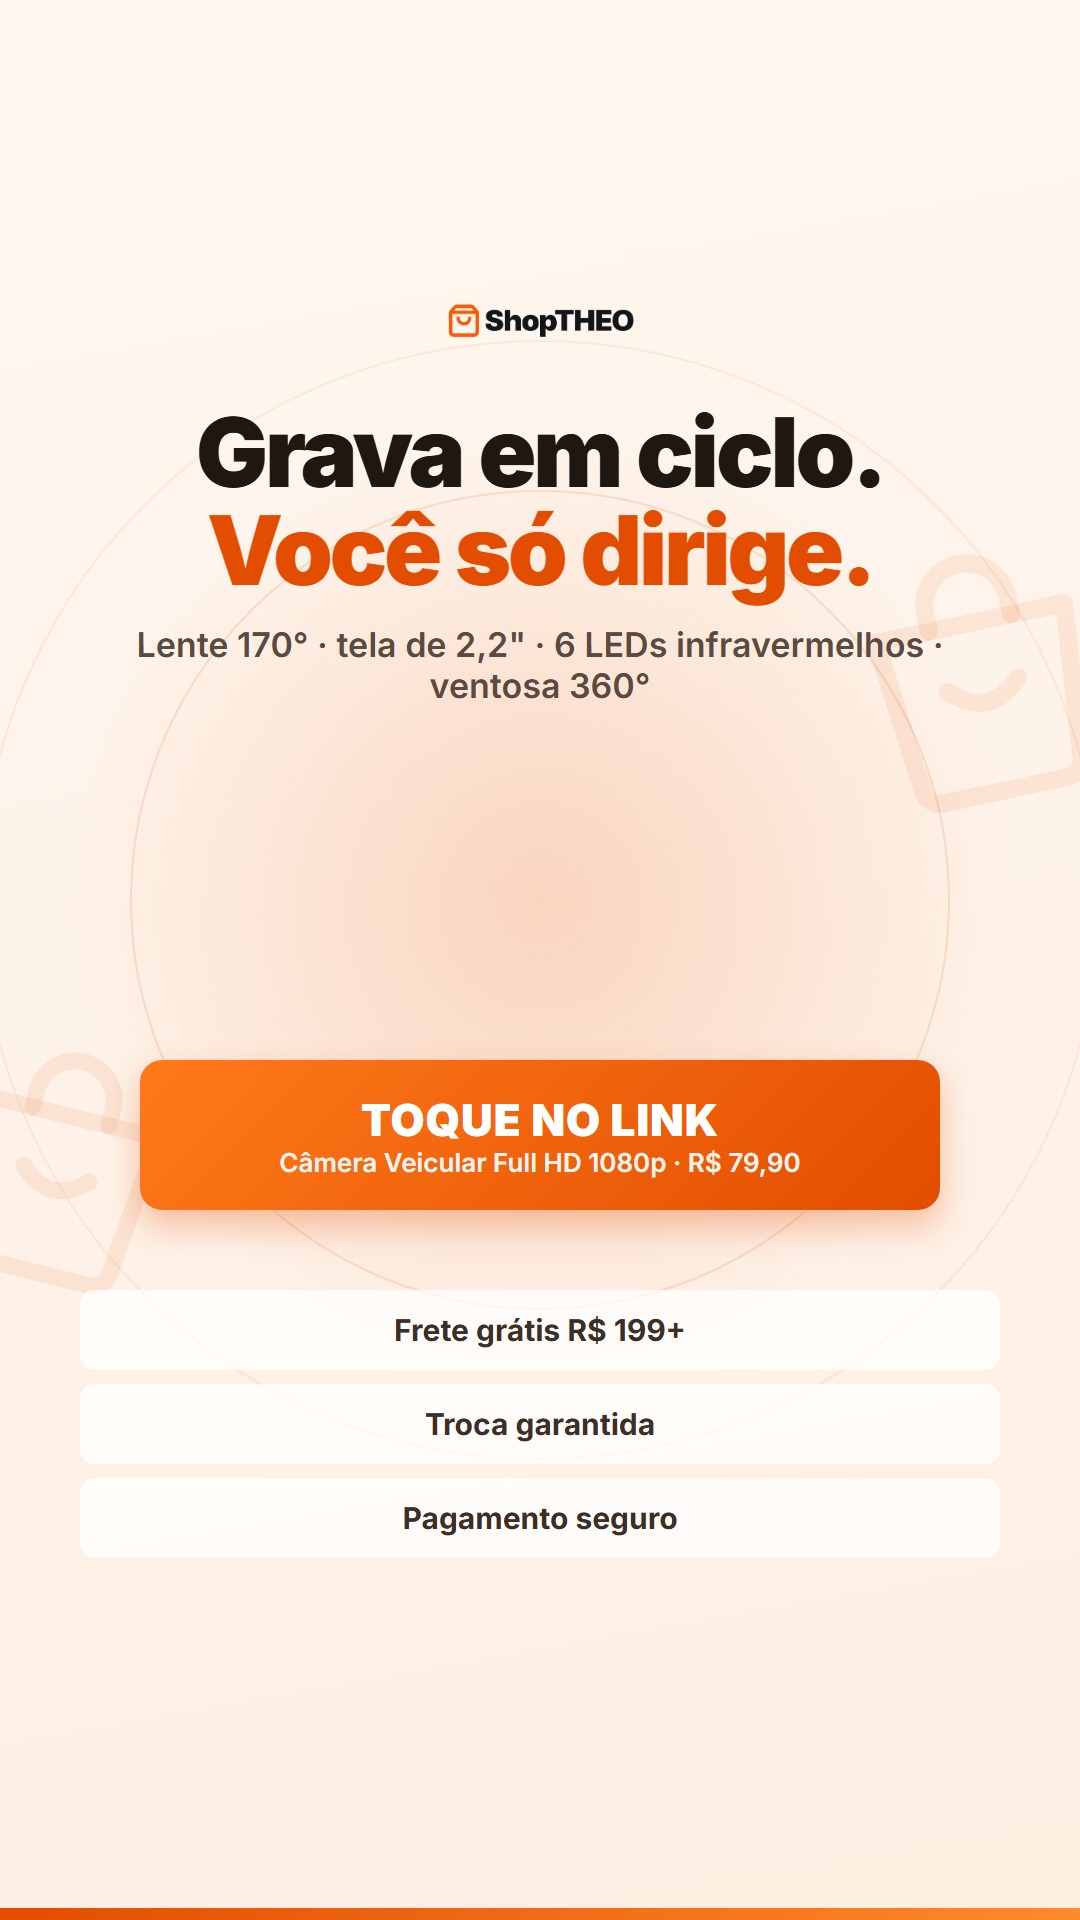 ShopTHEO
Grava em ciclo.
Você só dirige.
Lente 170° · tela de 2,2" · 6 LEDs infravermelhos ·
ventosa 360°
TOQUE NO LINK
Câmera Veicular Full HD 1080p · R$ 79,90
Frete grátis R$ 199+
Troca garantida
Pagamento seguro